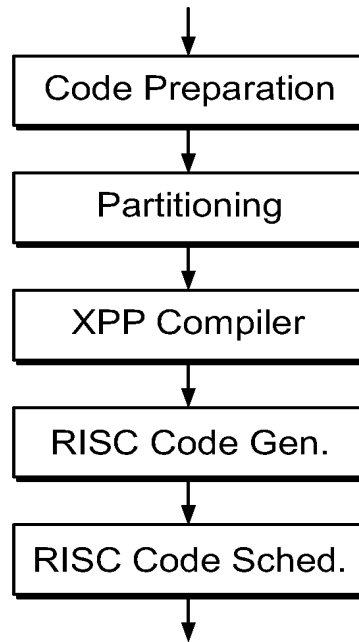 Code Preparation
Partitioning
XPP Compiler
RISC Code Gen.
RISC Code Sched.